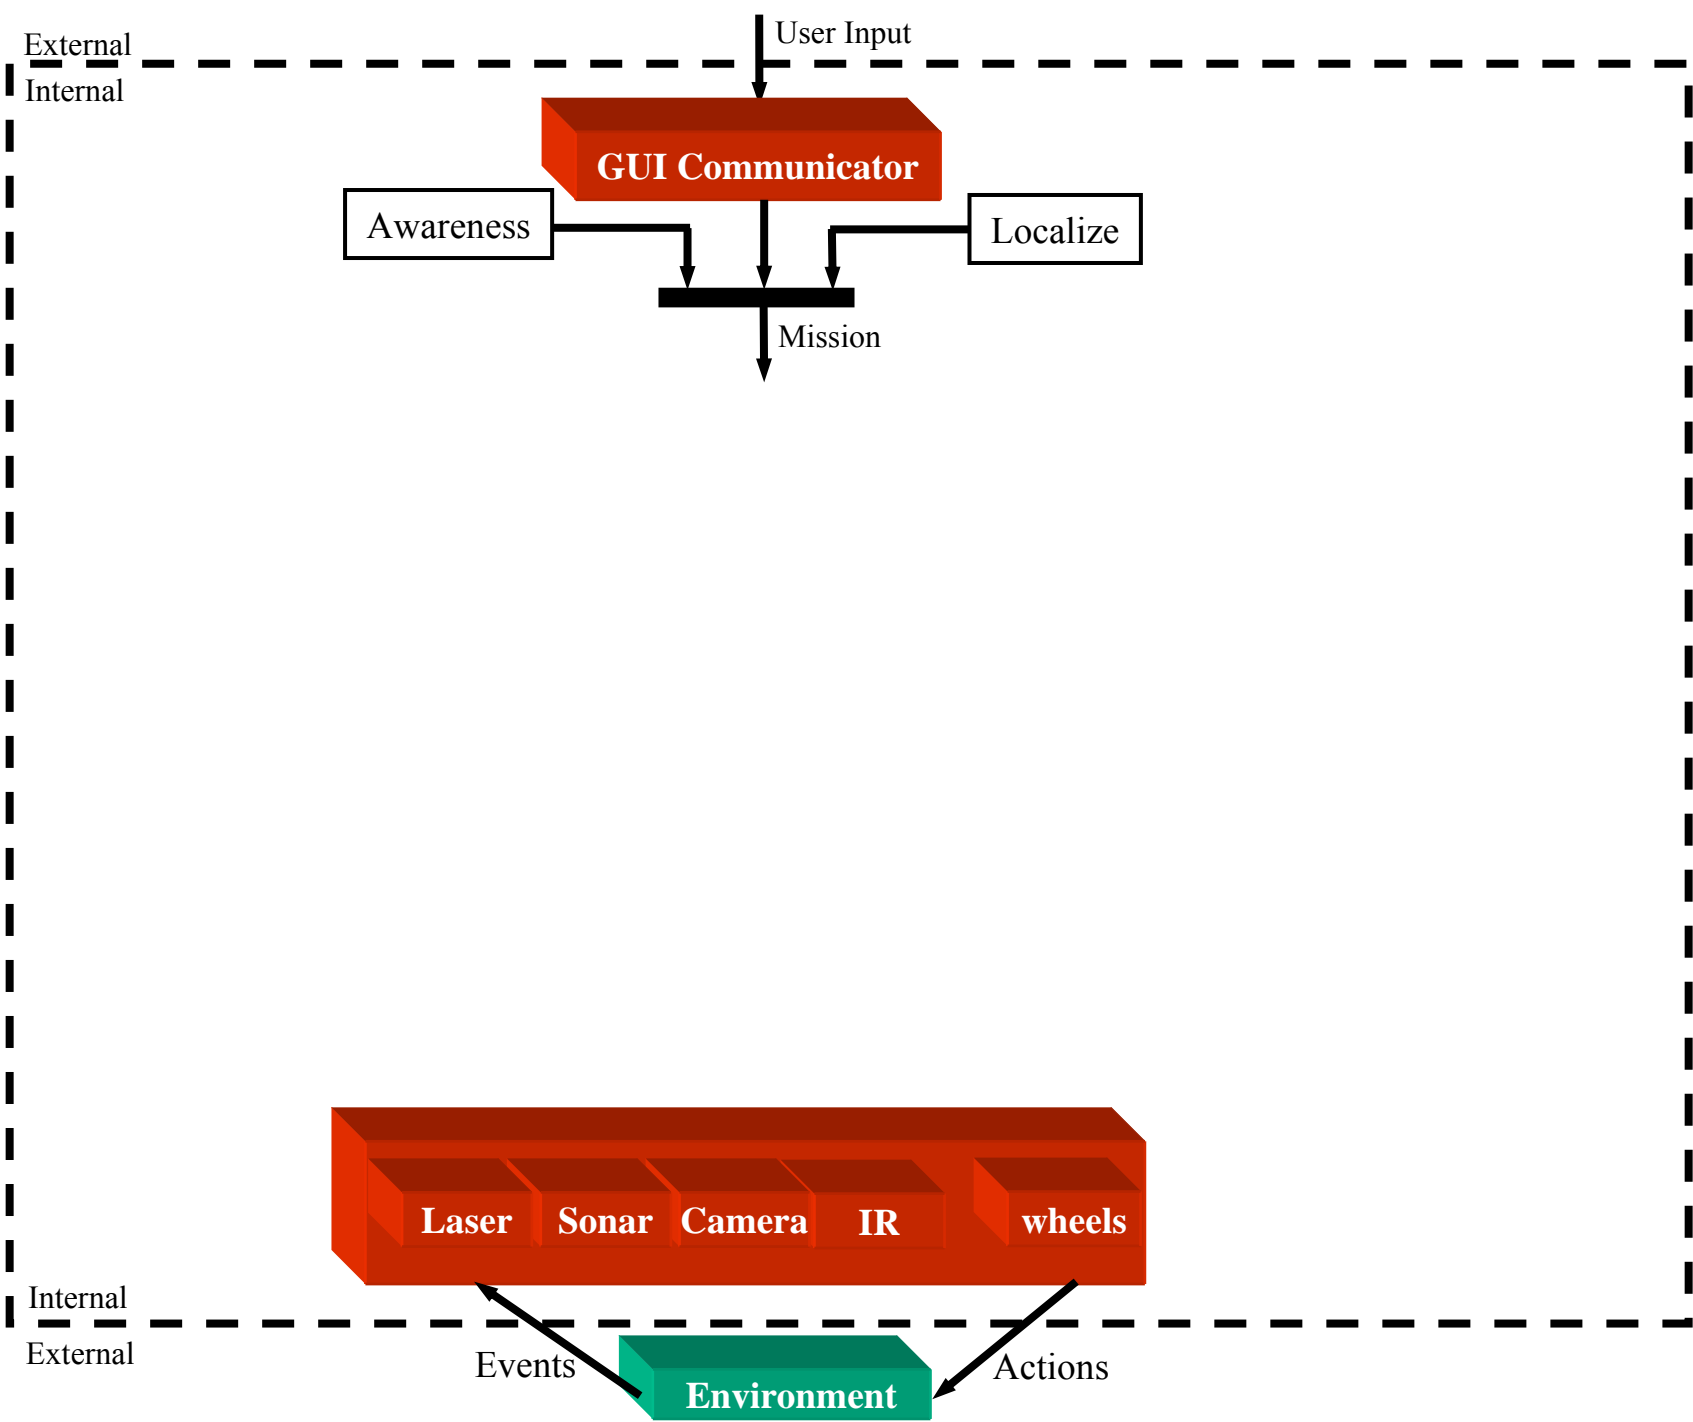 User Input
External
Internal
GUI Communicator
Awareness
Localize
Mission
Laser
Sonar
Camera
IR
wheels
Internal
External
Events
Actions
Environment